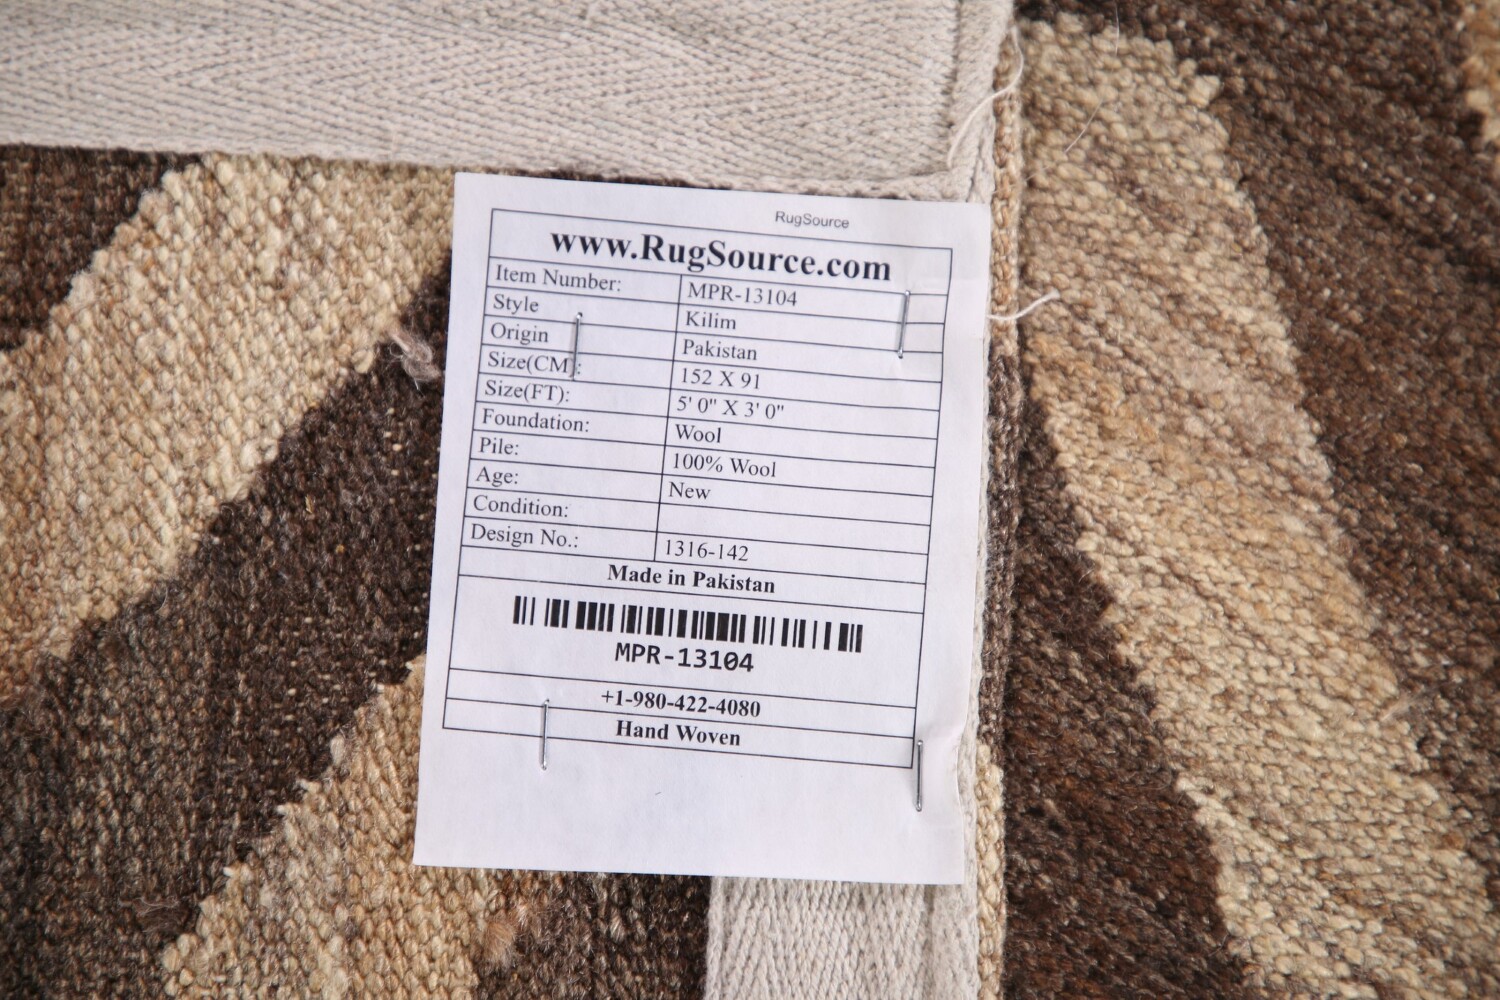 RugSource
www.RugSource.com
Item Number: MPR-13104
Style Kilim
Origin Pakistan
Size(CM): 152 X 91
Size(FT): 5' 0" X 3' 0"
Foundation: Wool
Pile: 100% Wool
Age: New
Condition:
Design No.: 1316-142
Made in Pakistan
MPR-13104
+1-980-422-4080
Hand Woven